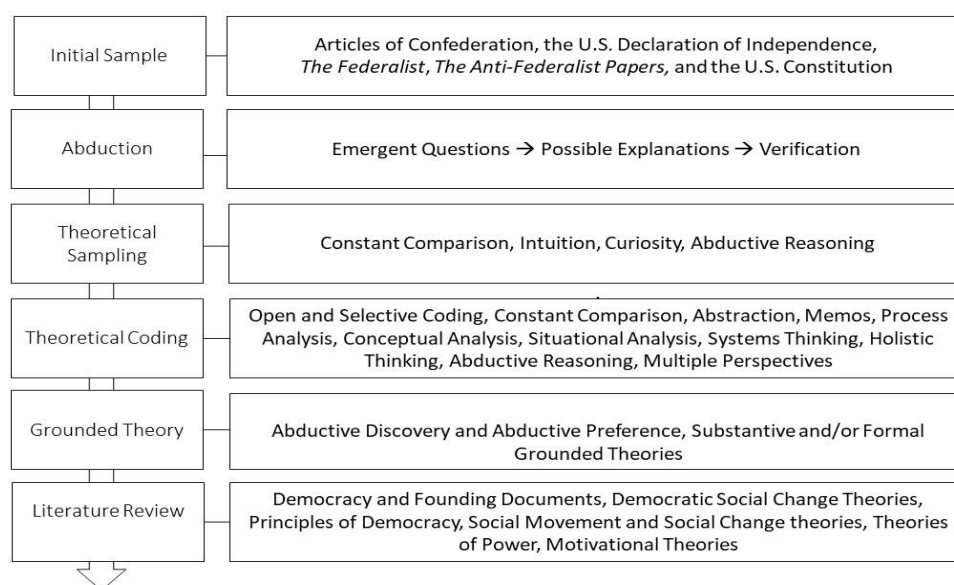 Initial Sample
Articles of Confederation, the U.S. Declaration of Independence,
The Federalist, The Anti-Federalist Papers, and the U.S. Constitution
Abduction
Emergent Questions → Possible Explanations → Verification
Theoretical
Sampling
Constant Comparison, Intuition, Curiosity, Abductive Reasoning
Theoretical Coding
Open and Selective Coding, Constant Comparison, Abstraction, Memos, Process
Analysis, Conceptual Analysis, Situational Analysis, Systems Thinking, Holistic
Thinking, Abductive Reasoning, Multiple Perspectives
Grounded Theory
Abductive Discovery and Abductive Preference, Substantive and/or Formal
Grounded Theories
Literature Review
Democracy and Founding Documents, Democratic Social Change Theories,
Principles of Democracy, Social Movement and Social Change theories, Theories
of Power, Motivational Theories